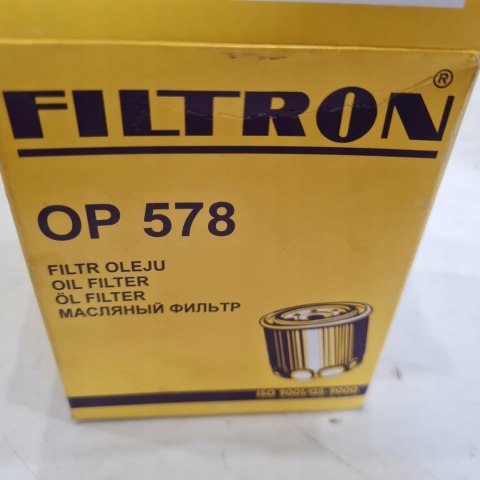 FILTRON®
OP 578
FILTR OLEJU
OIL FILTER
ÖL FILTER
МАСЛЯНЫЙ ФИЛЬТР
ISO 9001/QS 9000